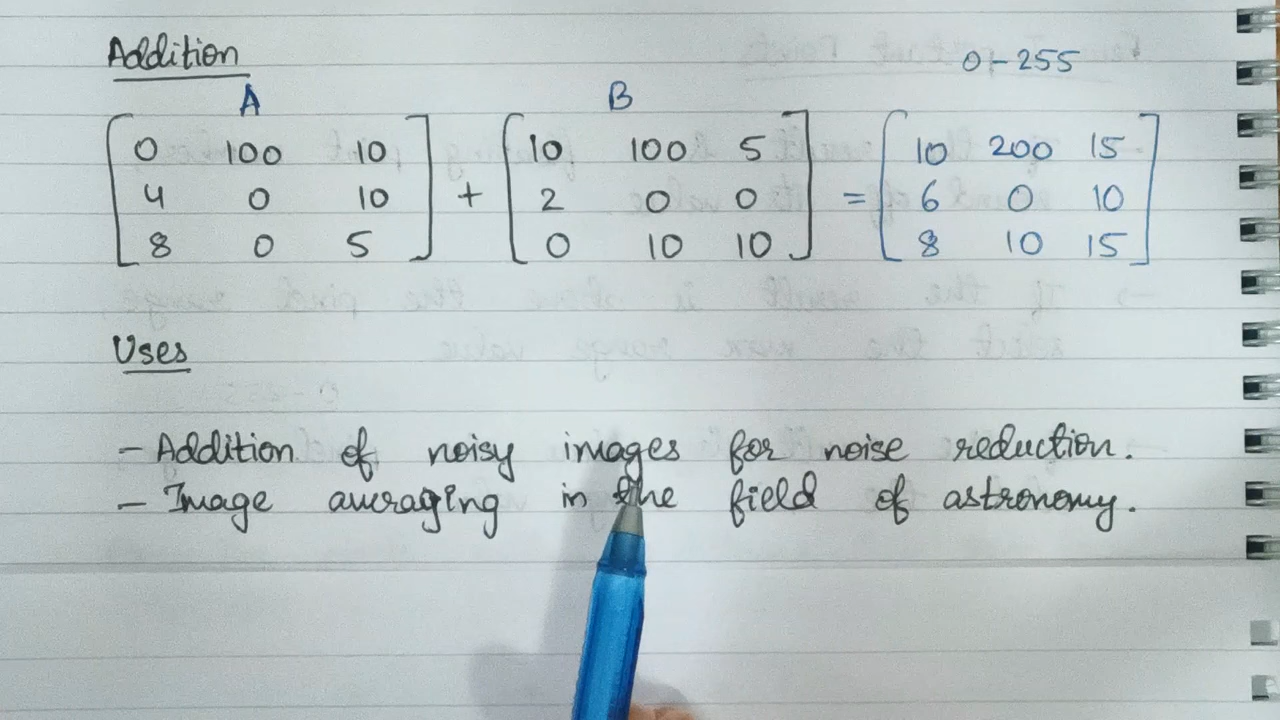 Addition
0-255
A B
0 100 10 10 100 5 10 200 15
4 0 10 + 2 0 0 = 6 0 10
8 0 5 0 10 10 8 10 15
Uses
- Addition of noisy images for noise reduction.
- Image averaging in the field of astronomy.